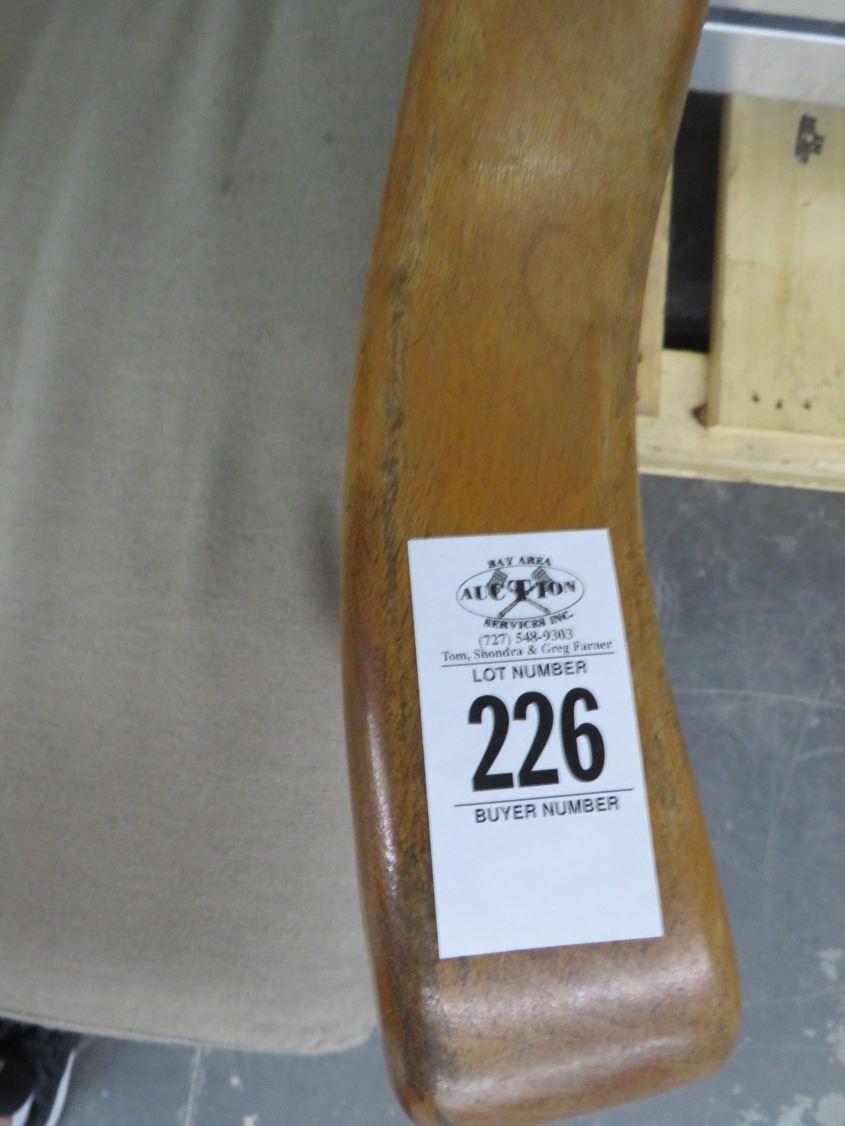 BAY AREA
AUCTION
SERVICES INC.
(727) 548-9303
Tom, Shondra & Greg Farner
LOT NUMBER
226
BUYER NUMBER